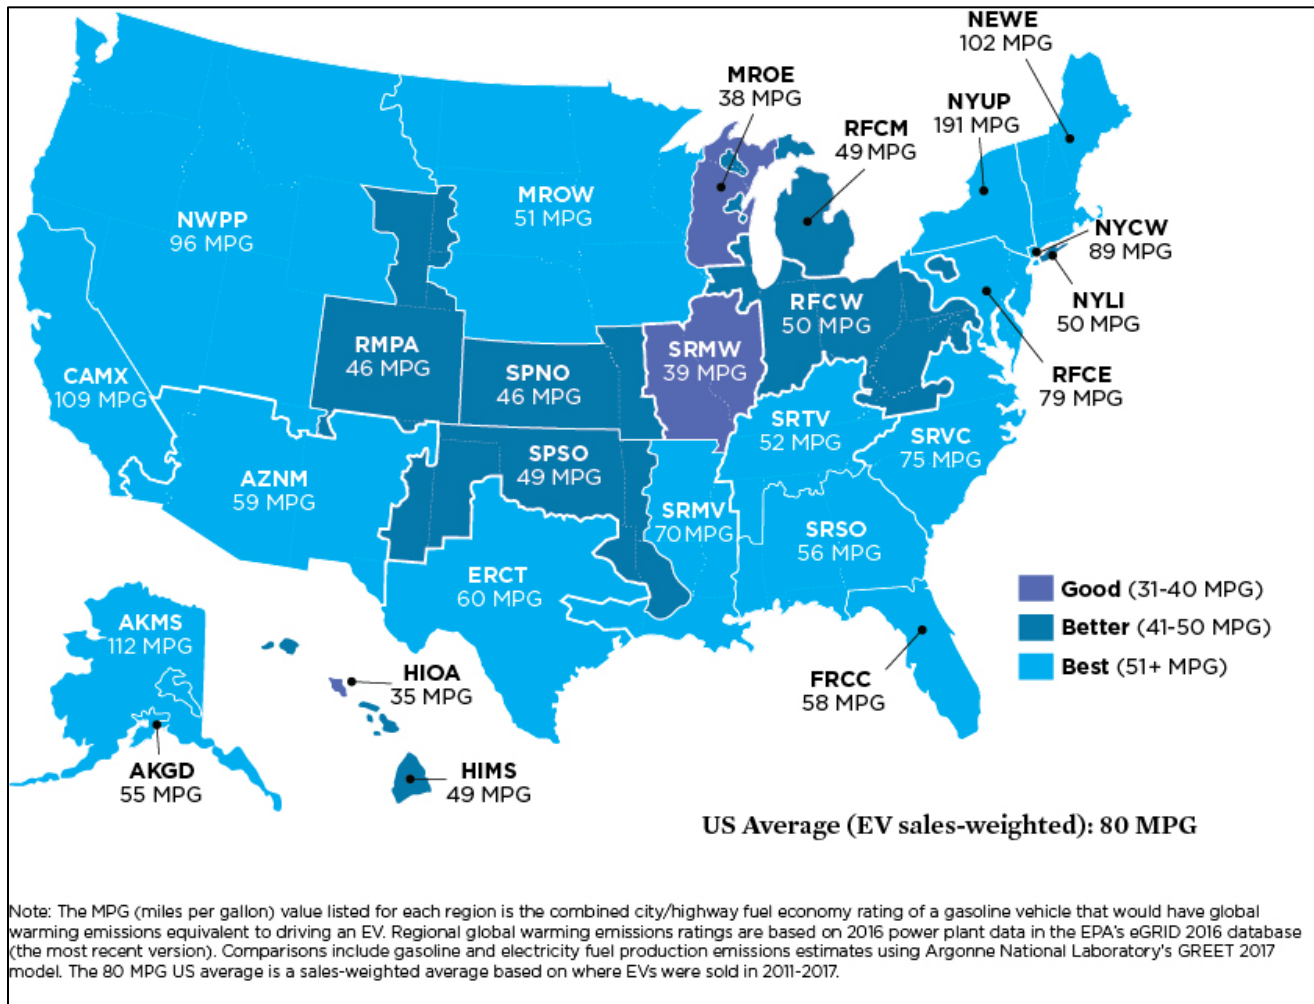 NEWE
102 MPG
MROE
38 MPG
NYUP
191 MPG
RFCM
49 MPG
NWPP
96 MPG
MROW
51 MPG
NYCW
89 MPG
NYLI
50 MPG
RFCW
50 MPG
RMPA
46 MPG
SRMW
39 MPG
SPNO
46 MPG
CAMX
109 MPG
RFCE
79 MPG
SRTV
52 MPG
SRVC
75 MPG
SPSO
49 MPG
AZNM
59 MPG
SRMV
70 MPG
SRSO
56 MPG
ERCT
60 MPG
Good (31-40 MPG)
Better (41-50 MPG)
Best (51+ MPG)
AKMS
112 MPG
HIOA
35 MPG
FRCC
58 MPG
AKGD
55 MPG
HIMS
49 MPG
US Average (EV sales-weighted): 80 MPG
Note: The MPG (miles per gallon) value listed for each region is the combined city/highway fuel economy rating of a gasoline vehicle that would have global
warming emissions equivalent to driving an EV. Regional global warming emissions ratings are based on 2016 power plant data in the EPA's eGRID 2016 database
(the most recent version). Comparisons include gasoline and electricity fuel production emissions estimates using Argonne National Laboratory's GREET 2017
model. The 80 MPG US average is a sales-weighted average based on where EVs were sold in 2011-2017.